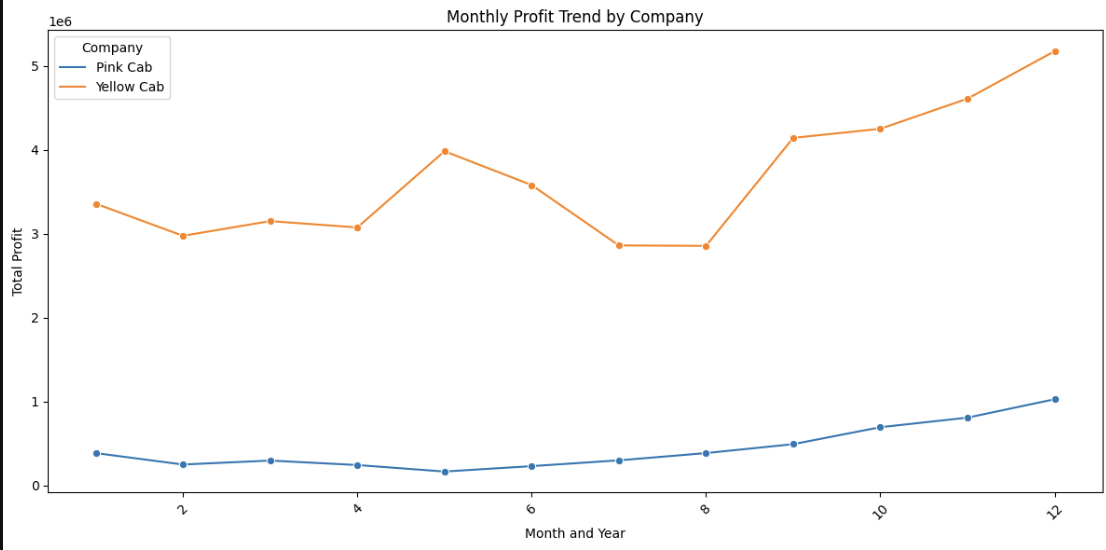 Monthly Profit Trend by Company
1e6
Company
Pink Cab
Yellow Cab
5
4
3
2
1
0
Total Profit
2
4
6
8
10
12
Month and Year